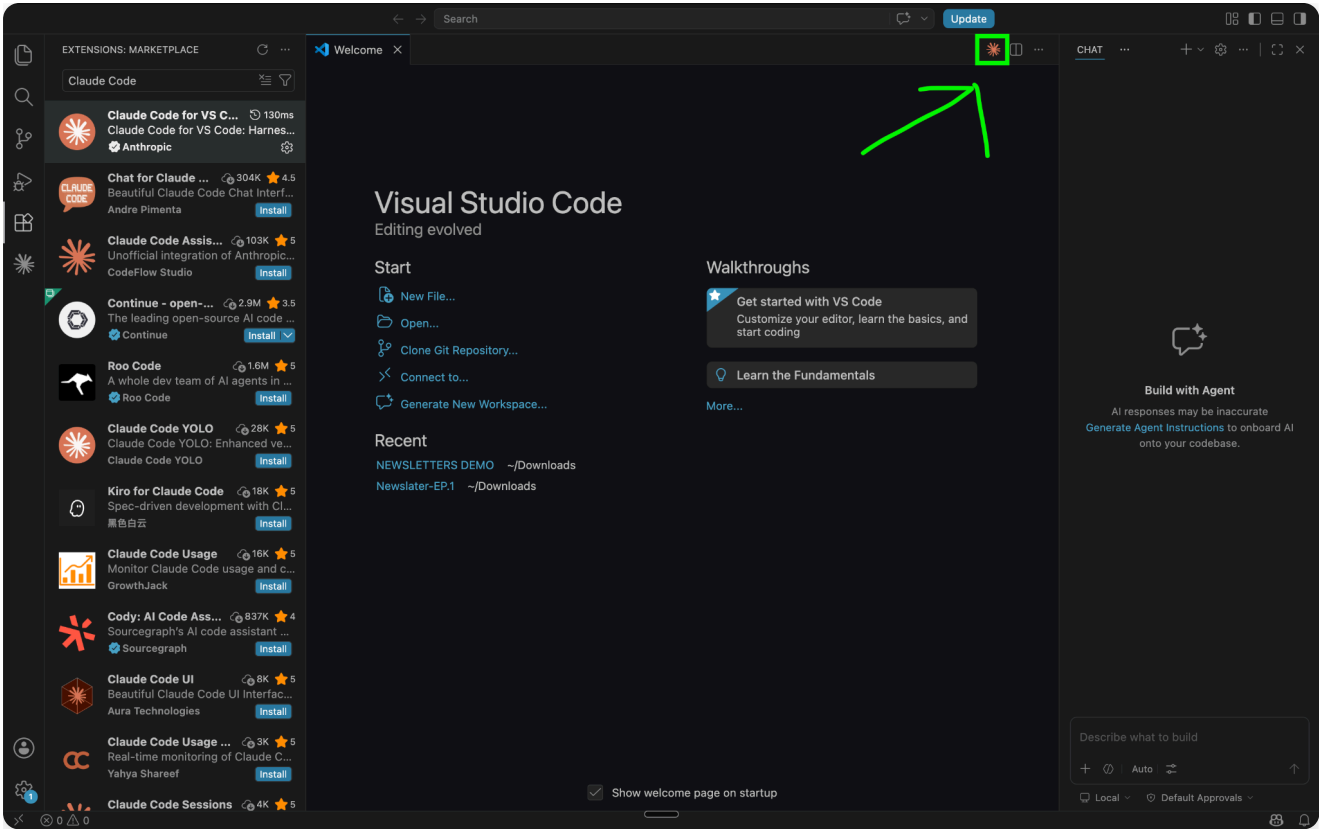 Search
Update
EXTENSIONS: MARKETPLACE
Claude Code
Claude Code for VS C... 130ms
Claude Code for VS Code: Harnes...
Anthropic
Chat for Claude ... 304K 4.5
Beautiful Claude Code Chat Interf...
Andre Pimenta Install
CLAUDE
CODE
Claude Code Assis... 103K 5
Unofficial integration of Anthropic...
CodeFlow Studio Install
Continue - open-... 2.9M 3.5
The leading open-source AI code ...
Continue Install
Roo Code 1.6M 5
A whole dev team of AI agents in ...
Roo Code Install
Claude Code YOLO 28K 5
Claude Code YOLO: Enhanced ve...
Claude Code YOLO Install
Kiro for Claude Code 18K 5
Spec-driven development with Cl...
黑色白云 Install
Claude Code Usage 16K 5
Monitor Claude Code usage and c...
GrowthJack Install
Cody: AI Code Ass... 837K 4
Sourcegraph's AI code assistant ...
Sourcegraph Install
Claude Code UI 8K 5
Beautiful Claude Code UI Interfac...
Aura Technologies Install
CC
Claude Code Usage ... 3K 5
Real-time monitoring of Claude C...
Yahya Shareef Install
Claude Code Sessions 4K 5
1
0 0
Welcome
Visual Studio Code
Editing evolved
Start
New File...
Open...
Clone Git Repository...
Connect to...
Generate New Workspace...
Recent
NEWSLETTERS DEMO ~/Downloads
Newslater-EP.1 ~/Downloads
Walkthroughs
Get started with VS Code
Customize your editor, learn the basics, and
start coding
Learn the Fundamentals
More...
Show welcome page on startup
CHAT
Build with Agent
AI responses may be inaccurate
Generate Agent Instructions to onboard AI
onto your codebase.
Describe what to build
Auto
Local Default Approvals